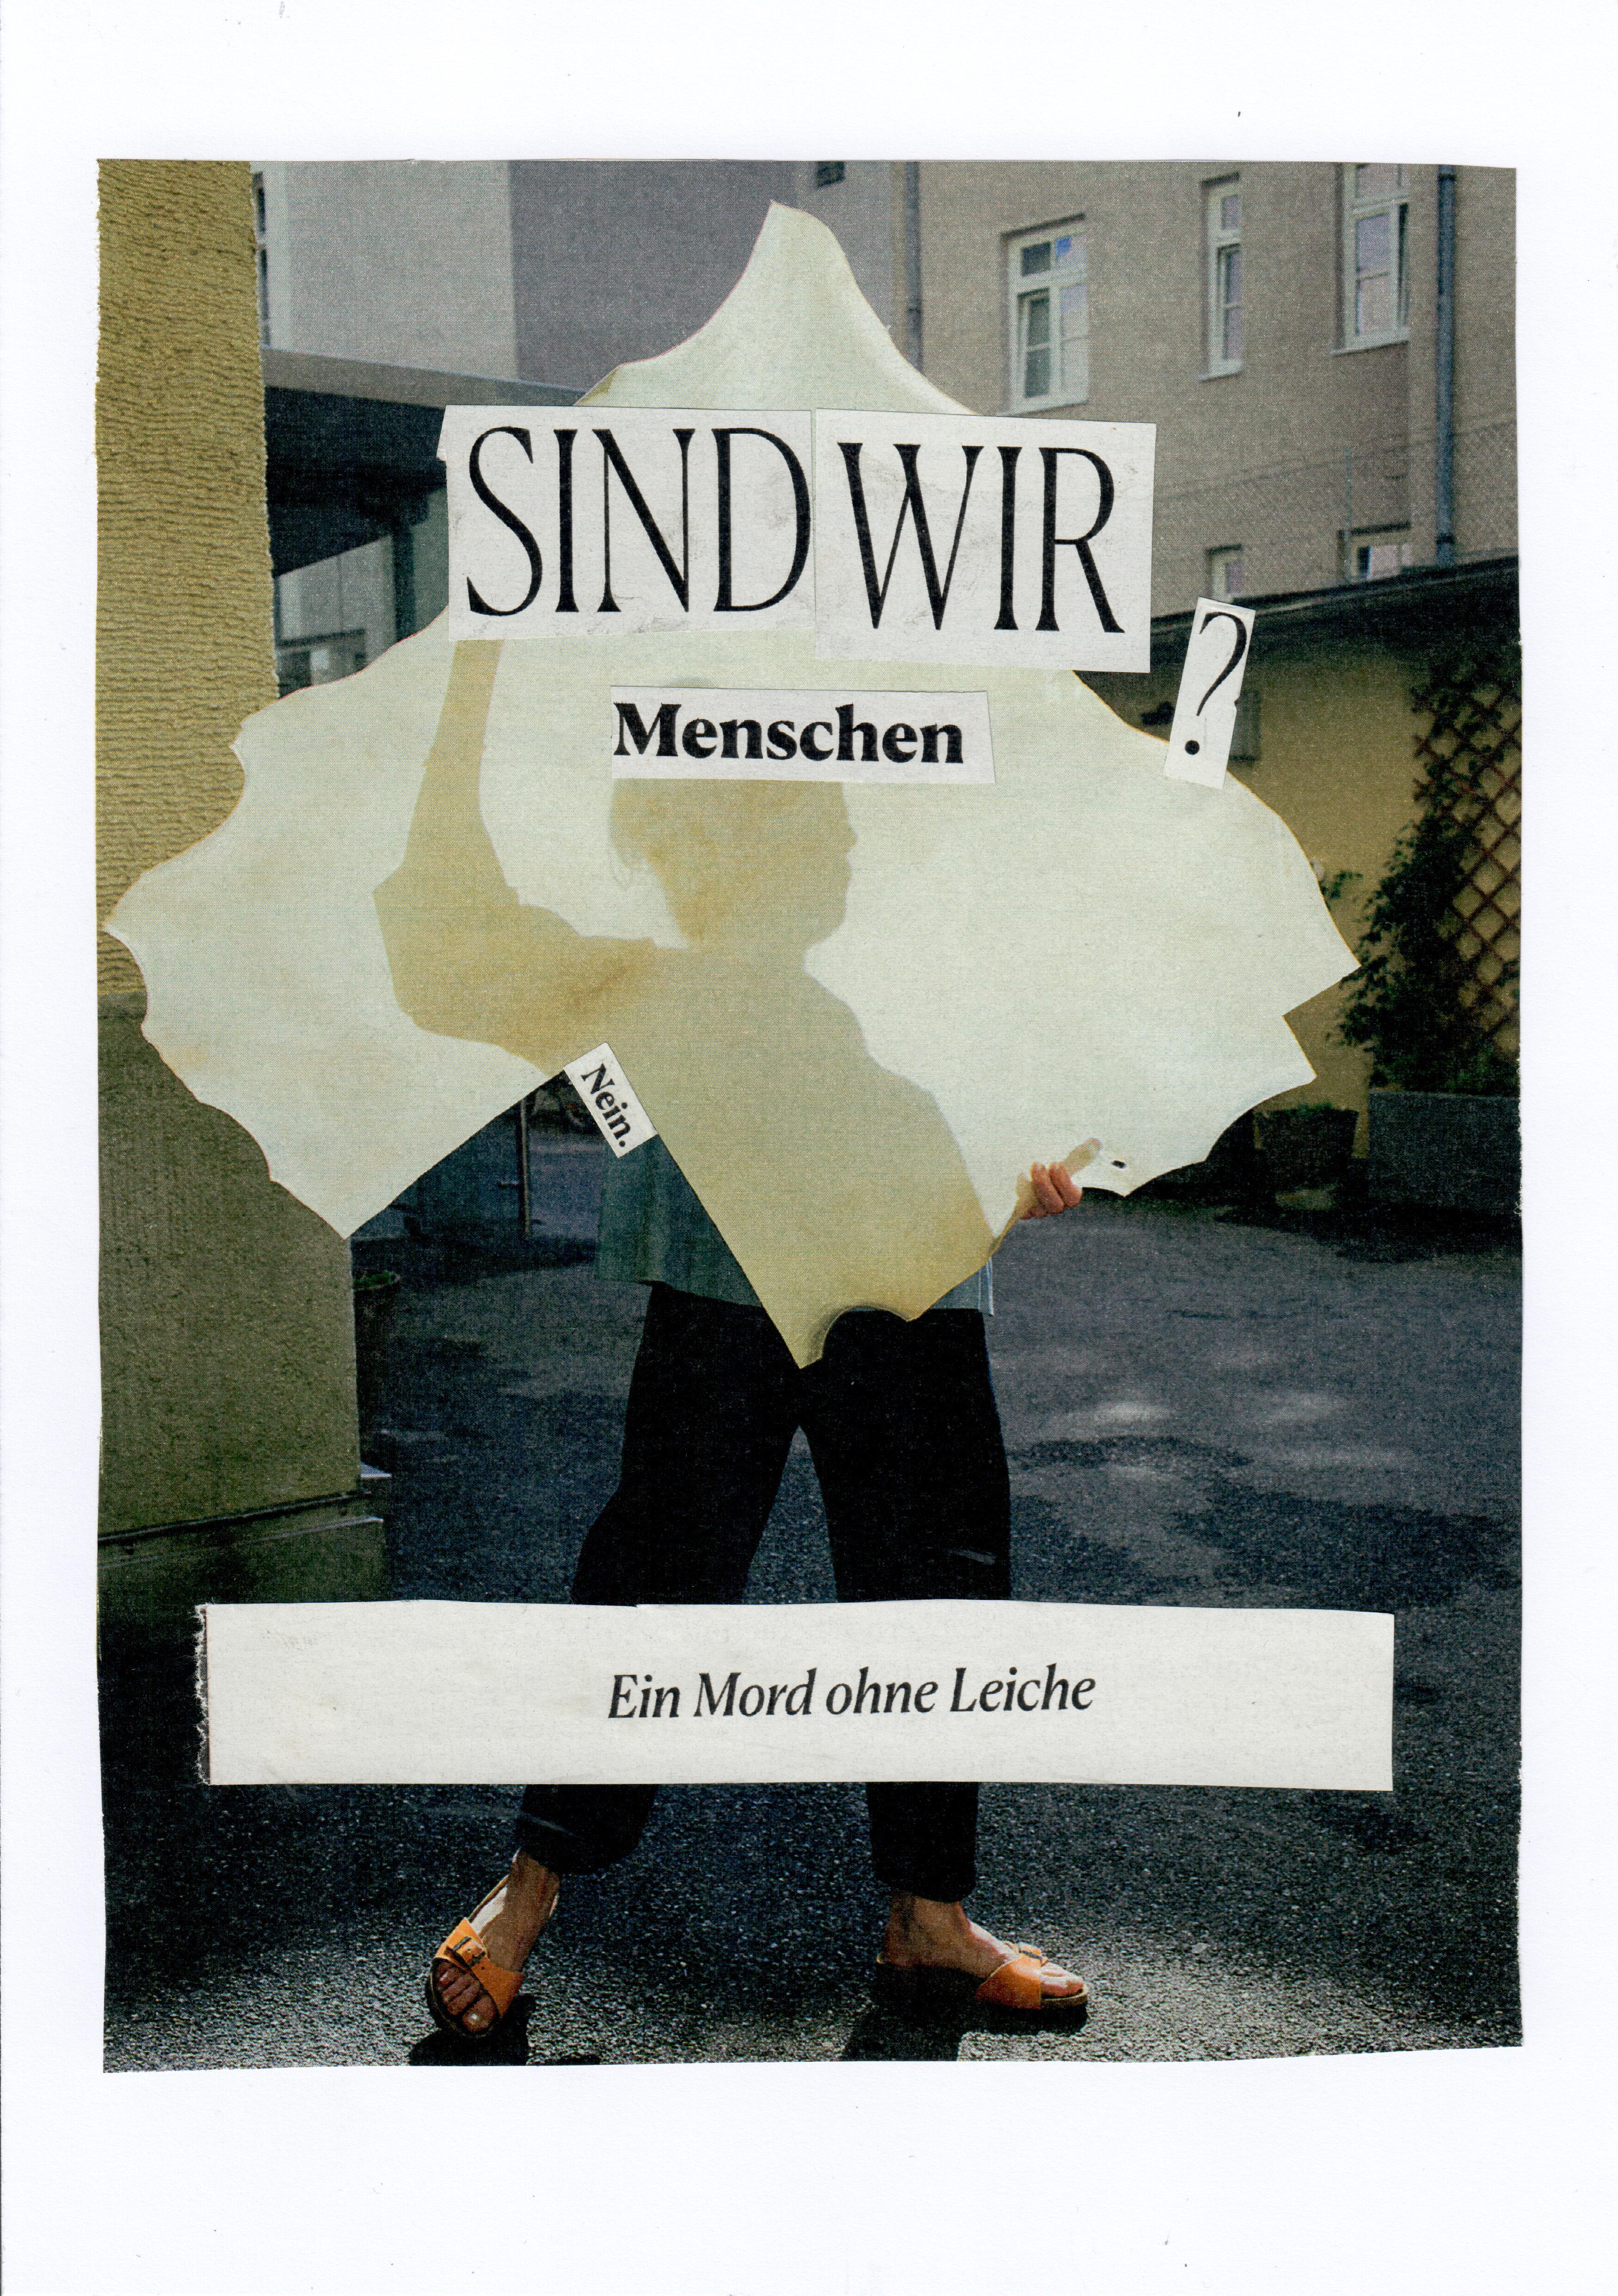 SIND WIR
?
Menschen
Nein.
Ein Mord ohne Leiche